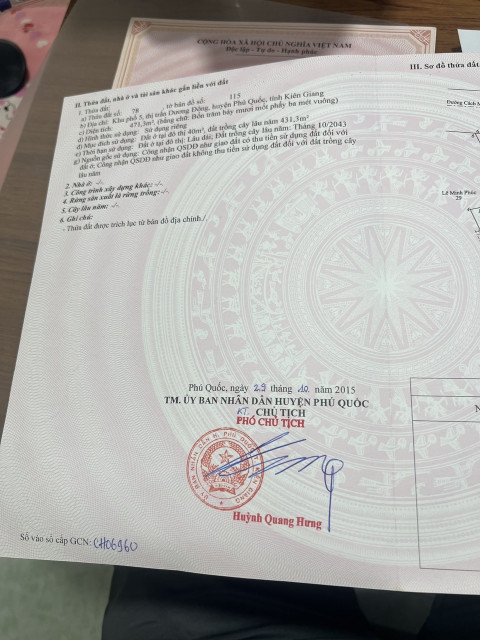 CỘNG HÒA XÃ HỘI CHỦ NGHĨA VIỆT NAM
Độc lập - Tự do - Hạnh phúc
III. Sơ đồ thửa đất
II. Thửa đất, nhà ở và tài sản khác gắn liền với đất
1. Thửa đất:
a) Thửa đất số: 78 , tờ bản đồ số: 115
b) Địa chỉ: Khu phố 5, thị trấn Dương Đông, huyện Phú Quốc, tỉnh Kiên Giang
c) Diện tích: 471,3m², (bằng chữ: Bốn trăm bảy mươi mốt phẩy ba mét vuông)
d) Hình thức sử dụng: Sử dụng riêng
đ) Mục đích sử dụng: Đất ở tại đô thị 40m², đất trồng cây lâu năm 431,3m²
e) Thời hạn sử dụng: Đất ở tại đô thị: Lâu dài; Đất trồng cây lâu năm: Tháng 10/2043
g) Nguồn gốc sử dụng: Công nhận QSDĐ như giao đất có thu tiền sử dụng đất đối với
đất ở; Công nhận QSDĐ như giao đất không thu tiền sử dụng đất đối với đất trồng cây
lâu năm
2. Nhà ở: -/-
3. Công trình xây dựng khác: -/-
4. Rừng sản xuất là rừng trồng: -/-
5. Cây lâu năm: -/-
6. Ghi chú:
- Thửa đất được trích lục từ bản đồ địa chính./.
Đường Cách M
Lê Minh Phúc
29
Phú Quốc, ngày 29 tháng 10 năm 2015
TM. ỦY BAN NHÂN DÂN HUYỆN PHÚ QUỐC
KT. CHỦ TỊCH
PHÓ CHỦ TỊCH
Huỳnh Quang Hưng
N
Số vào sổ cấp GCN: CH06960